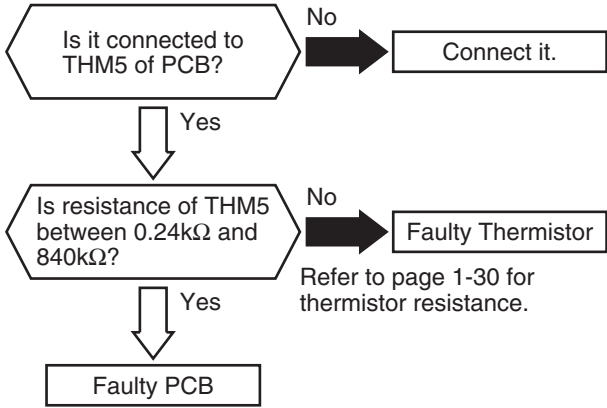 Is it connected to
THM5 of PCB?
No
Connect it.
Yes
Is resistance of THM5
between 0.24kΩ and
840kΩ?
No
Faulty Thermistor
Refer to page 1-30 for
thermistor resistance.
Yes
Faulty PCB